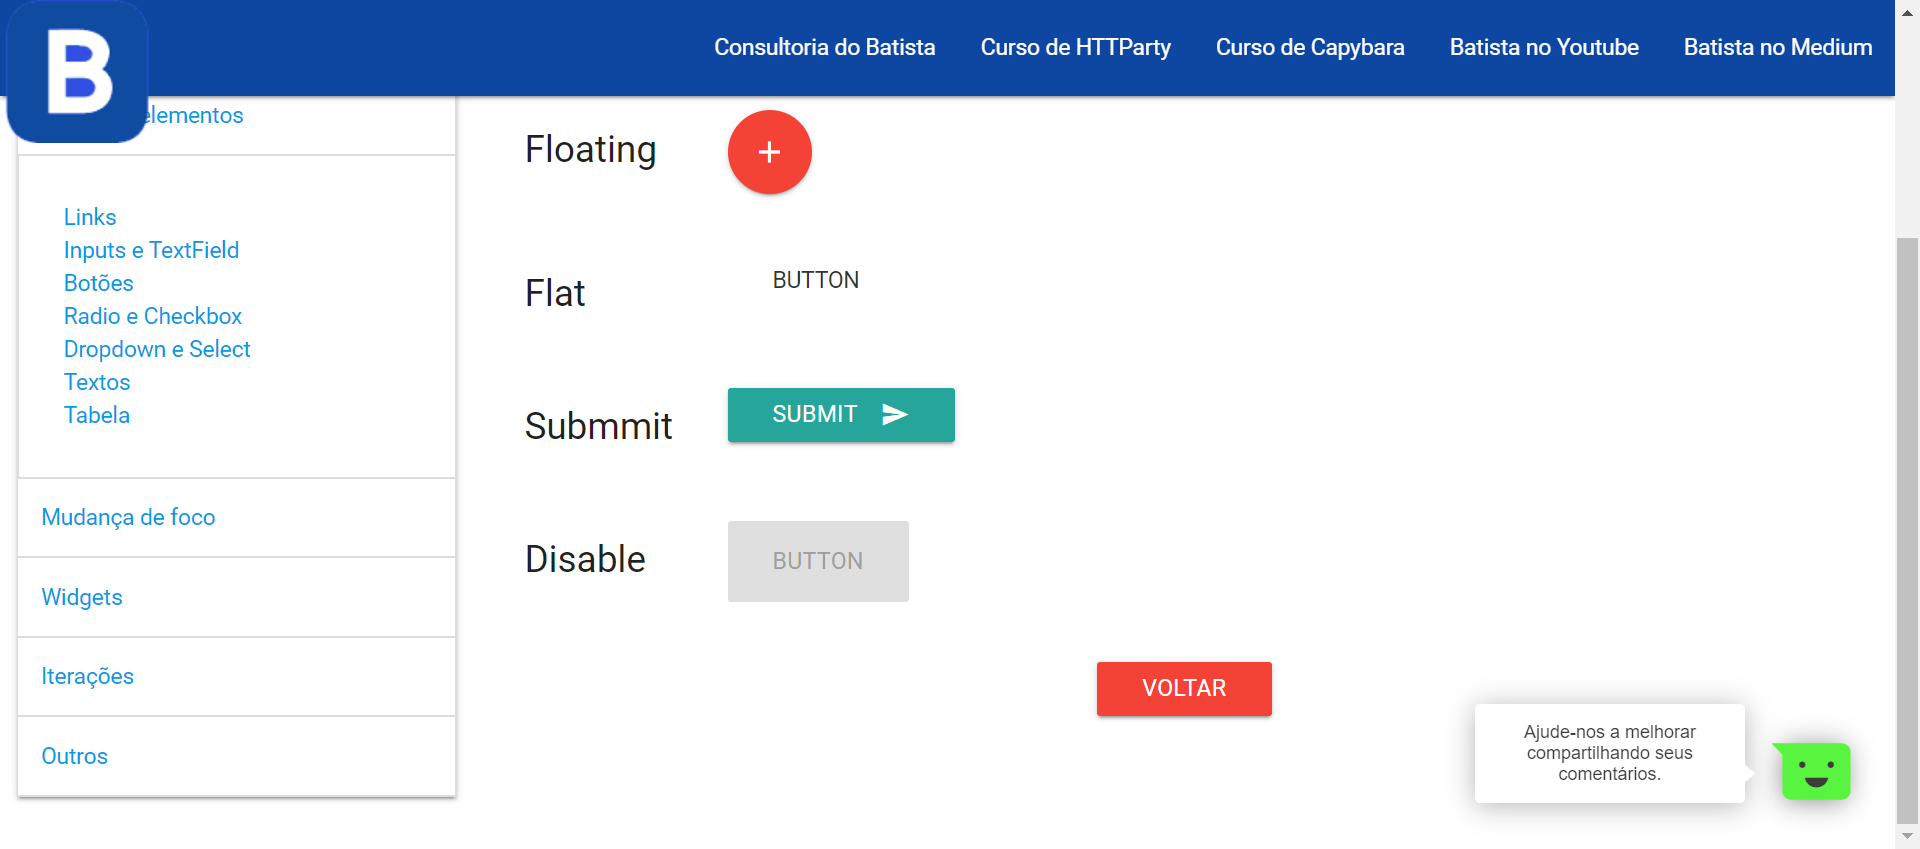 B
Consultoria do Batista
Curso de HTTParty
Curso de Capybara
Batista no Youtube
Batista no Medium
elementos
Links
Inputs e TextField
Botões
Radio e Checkbox
Dropdown e Select
Textos
Tabela
Mudança de foco
Widgets
Iterações
Outros
Floating
+
Flat
BUTTON
Submmit
SUBMIT
Disable
BUTTON
VOLTAR
Ajude-nos a melhorar
compartilhando seus
comentários.